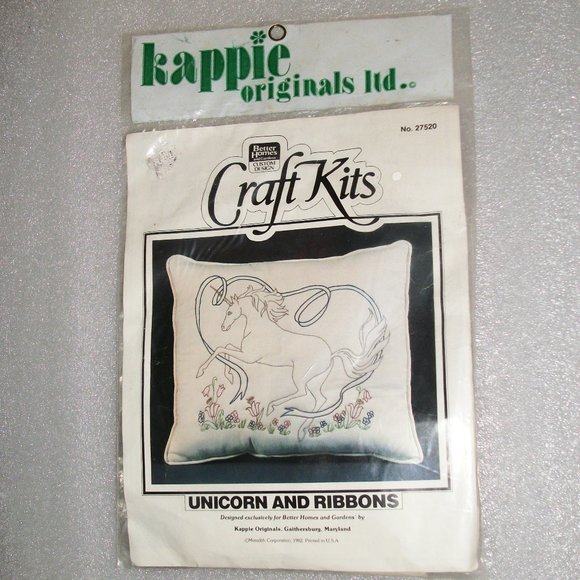 kappie
originals ltd.©
No. 27520
Better
Homes
and Gardens
CUSTOM
DESIGN
Craft Kits
UNICORN AND RIBBONS
Designed exclusively for Better Homes and Gardens® by
Kappie Originals, Gaithersburg, Maryland
©Meredith Corporation, 1982. Printed in U.S.A.